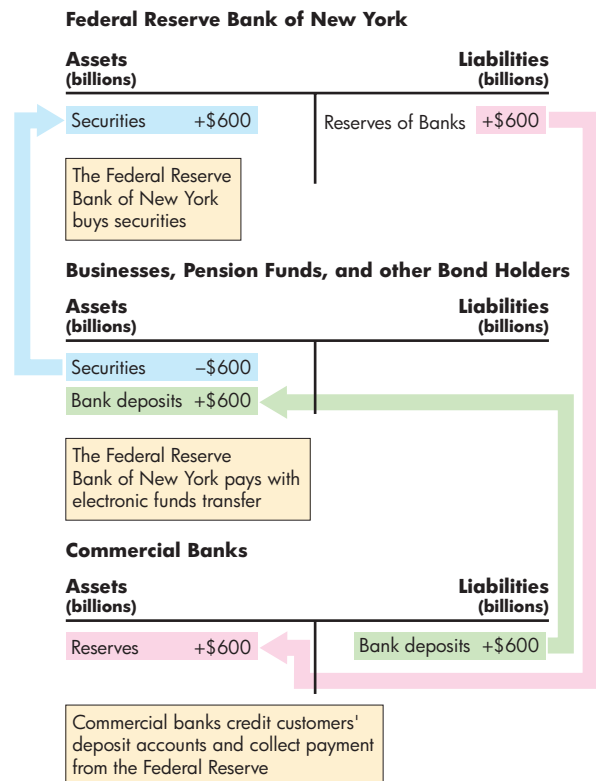 Federal Reserve Bank of New York
Assets Liabilities
(billions) (billions)
Securities +$600
Reserves of Banks +$600
The Federal Reserve
Bank of New York
buys securities
Businesses, Pension Funds, and other Bond Holders
Assets Liabilities
(billions) (billions)
Securities –$600
Bank deposits +$600
The Federal Reserve
Bank of New York pays with
electronic funds transfer
Commercial Banks
Assets Liabilities
(billions) (billions)
Reserves +$600 Bank deposits +$600
Commercial banks credit customers'
deposit accounts and collect payment
from the Federal Reserve